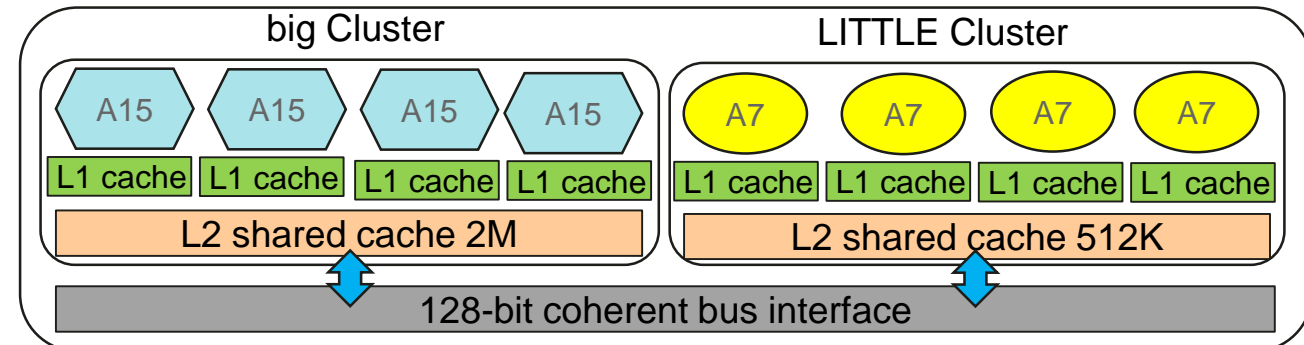 big Cluster
LITTLE Cluster
A15 A15 A15 A15
A7 A7 A7 A7
L1 cache L1 cache L1 cache L1 cache
L1 cache L1 cache L1 cache L1 cache
L2 shared cache 2M
L2 shared cache 512K
128-bit coherent bus interface